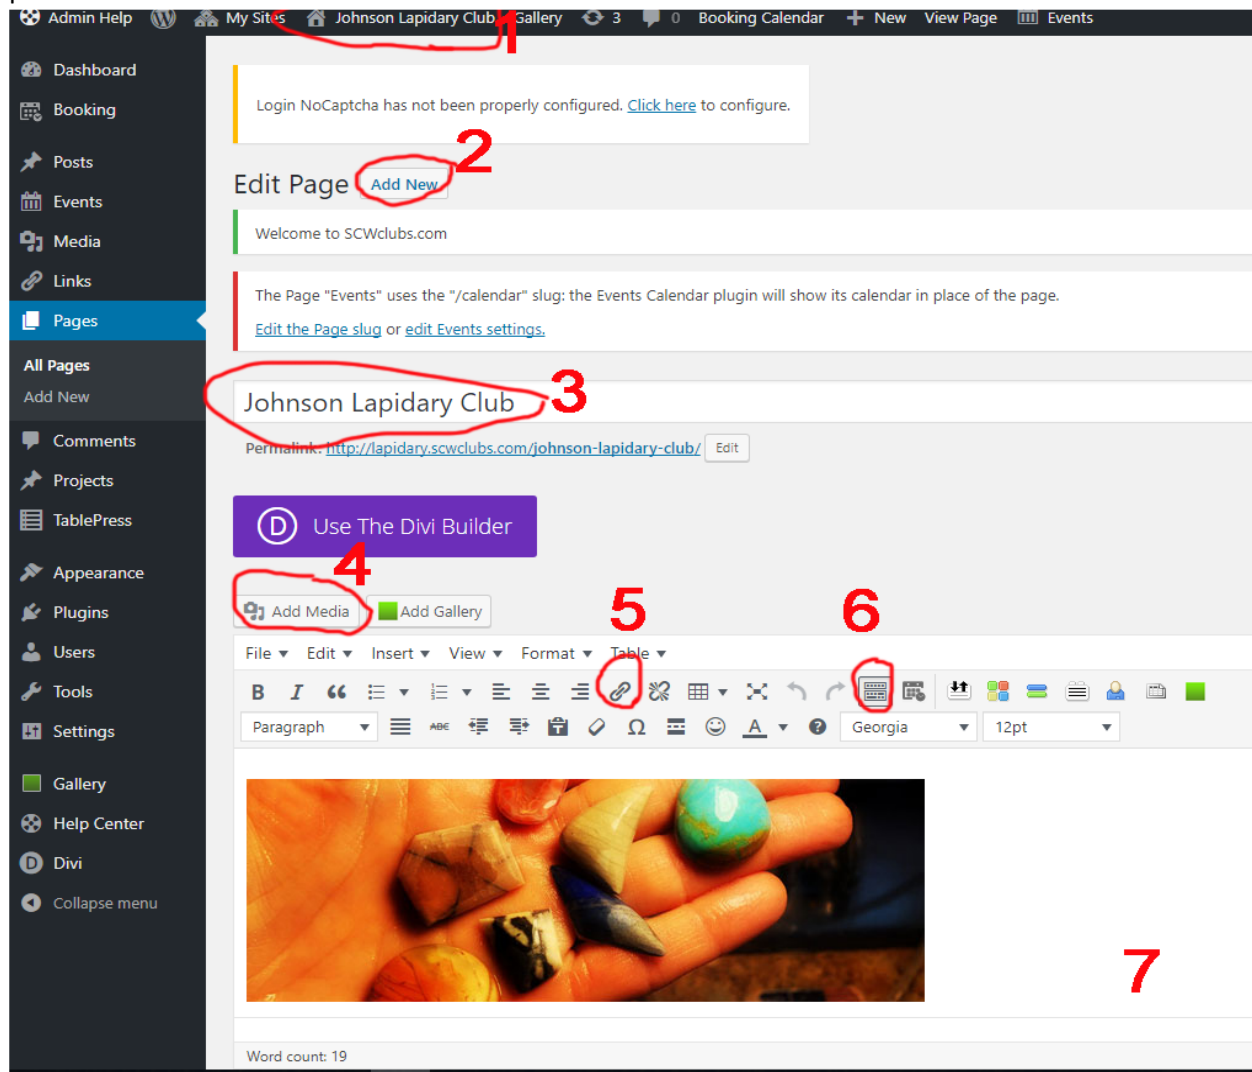 Admin Help My Sites Johnson Lapidary Club Gallery 3 0 Booking Calendar New View Page Events
1
Dashboard
Booking
Posts
Events
Media
Links
Pages
All Pages
Add New
Comments
Projects
TablePress
Appearance
Plugins
Users
Tools
Settings
Gallery
Help Center
Divi
Collapse menu
Login NoCaptcha has not been properly configured. Click here to configure.
2
Edit Page Add New
Welcome to SCWclubs.com
The Page "Events" uses the "/calendar" slug: the Events Calendar plugin will show its calendar in place of the page.
Edit the Page slug or edit Events settings.
3
Johnson Lapidary Club
Permalink: http://lapidary.scwclubs.com/johnson-lapidary-club/ Edit
D Use The Divi Builder
4
Add Media Add Gallery
5
6
File Edit Insert View Format Table
B I
Paragraph ABC Ω A Georgia 12pt
7
Word count: 19